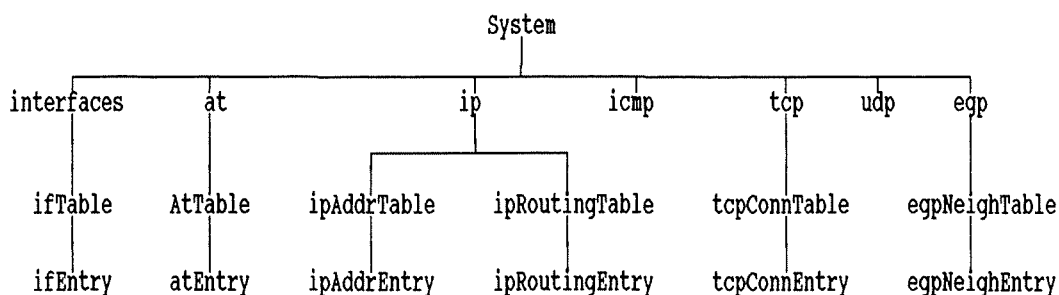 System
interfaces at ip icmp tcp udp egp
ifTable AtTable ipAddrTable ipRoutingTable tcpConnTable egpNeighTable
ifEntry atEntry ipAddrEntry ipRoutingEntry tcpConnEntry egpNeighEntry